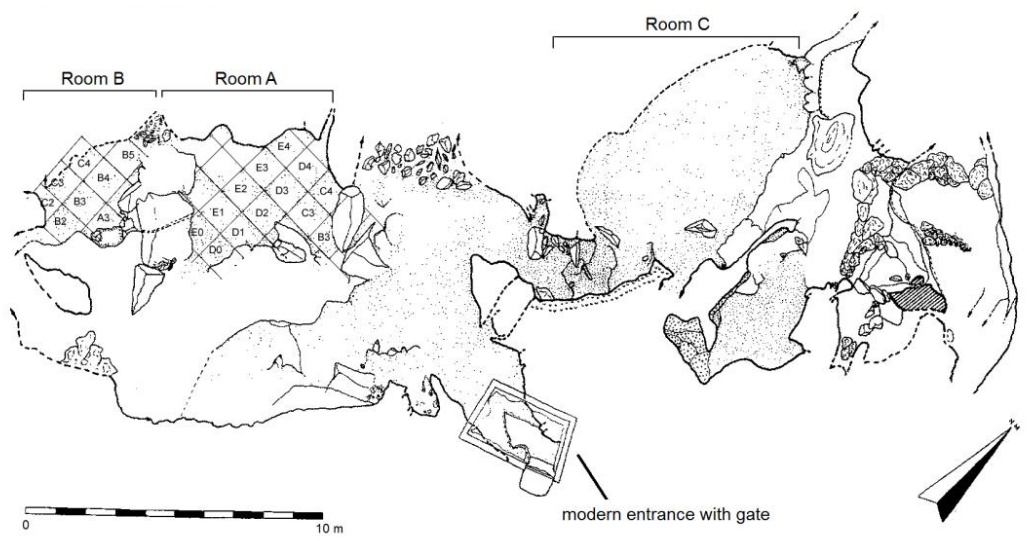 Room C
Room B
Room A
C4
B5
C3
B4
C2
B3
B2
A3
E4
E3
D4
E2
D3
C4
E1
D2
C3
E0
D1
B3
D0
modern entrance with gate
0
10 m